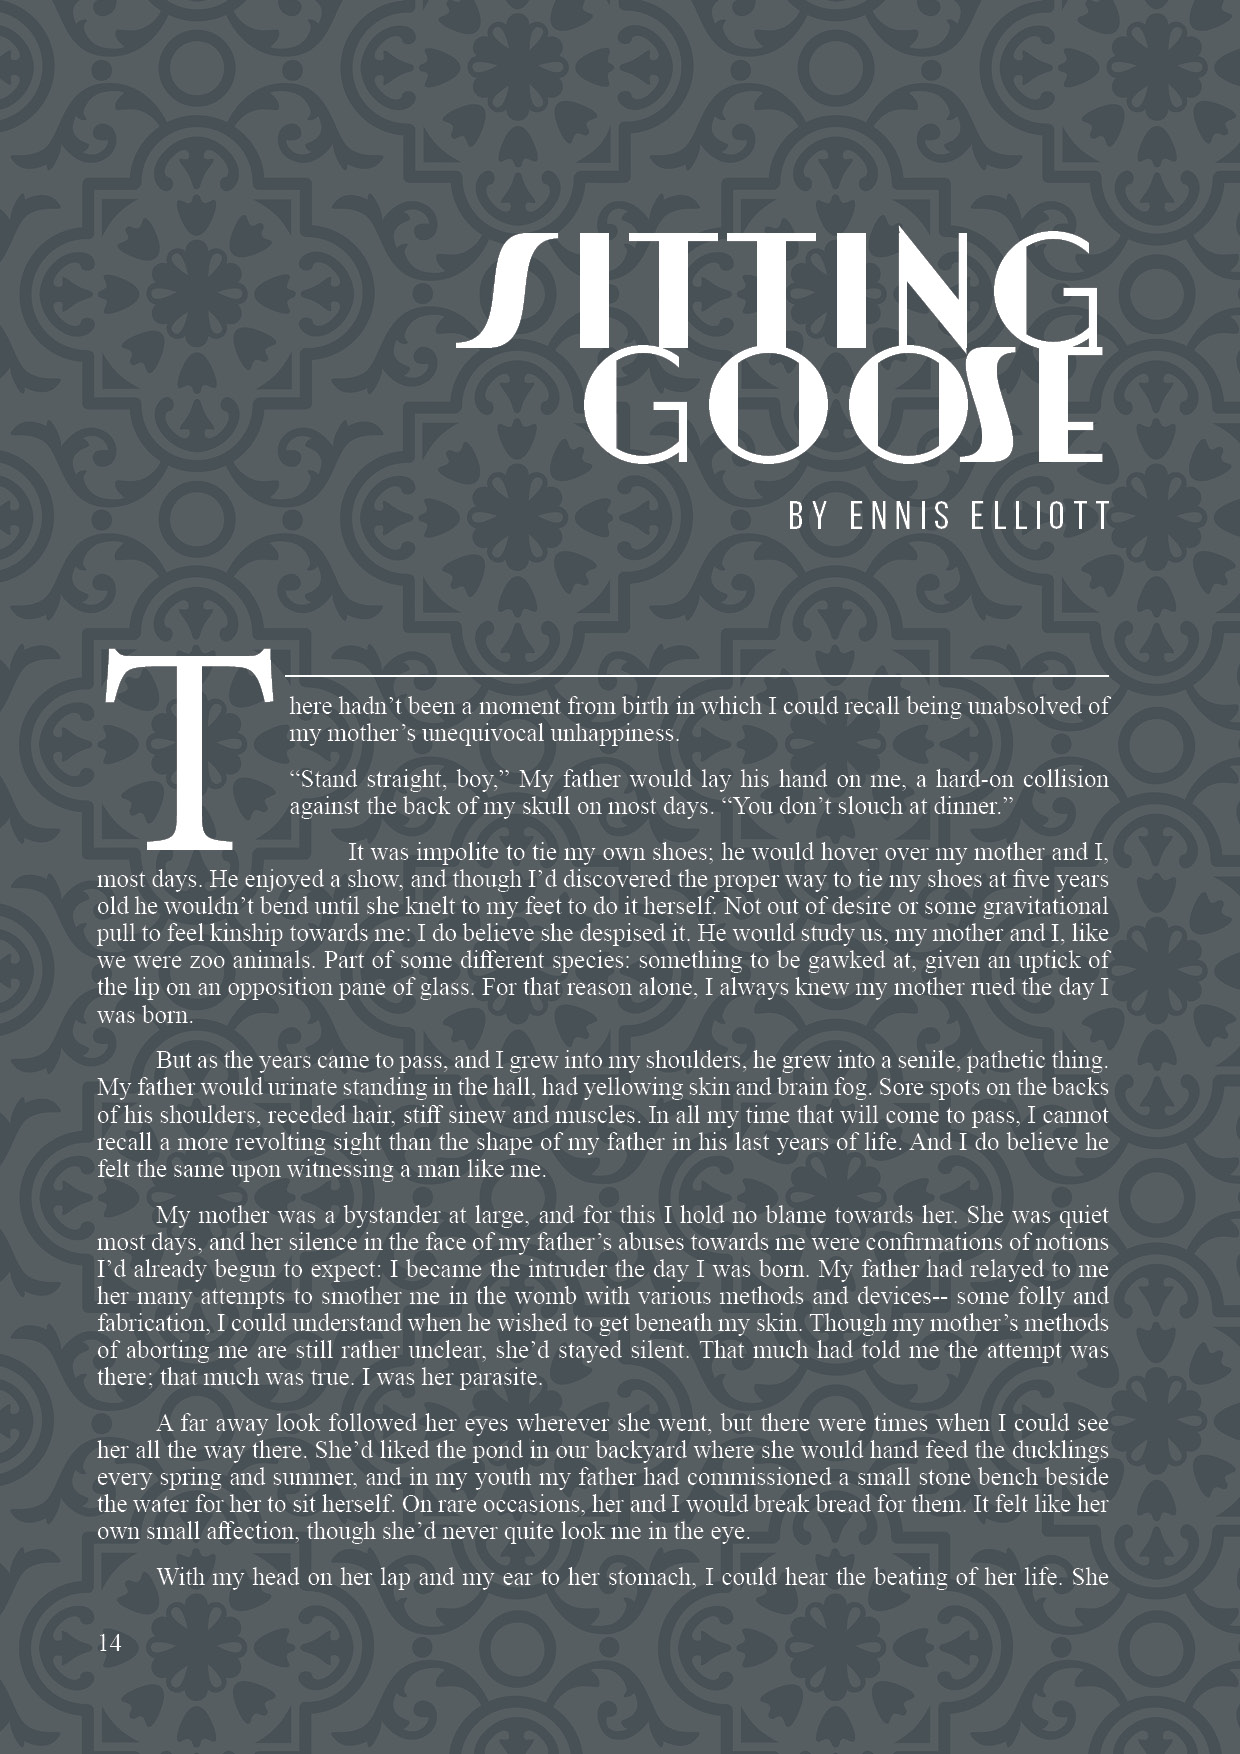 SITTING
GOOSE
BY ENNIS ELLIOTT
There hadn’t been a moment from birth in which I could recall being unabsolved of
my mother’s unequivocal unhappiness.
“Stand straight, boy,” My father would lay his hand on me, a hard-on collision
against the back of my skull on most days. “You don’t slouch at dinner.”
It was impolite to tie my own shoes; he would hover over my mother and I,
most days. He enjoyed a show, and though I’d discovered the proper way to tie my shoes at five years
old he wouldn’t bend until she knelt to my feet to do it herself. Not out of desire or some gravitational
pull to feel kinship towards me: I do believe she despised it. He would study us, my mother and I, like
we were zoo animals. Part of some different species: something to be gawked at, given an uptick of
the lip on an opposition pane of glass. For that reason alone, I always knew my mother rued the day I
was born.
But as the years came to pass, and I grew into my shoulders, he grew into a senile, pathetic thing.
My father would urinate standing in the hall, had yellowing skin and brain fog. Sore spots on the backs
of his shoulders, receded hair, stiff sinew and muscles. In all my time that will come to pass, I cannot
recall a more revolting sight than the shape of my father in his last years of life. And I do believe he
felt the same upon witnessing a man like me.
My mother was a bystander at large, and for this I hold no blame towards her. She was quiet
most days, and her silence in the face of my father’s abuses towards me were confirmations of notions
I’d already begun to expect: I became the intruder the day I was born. My father had relayed to me
her many attempts to smother me in the womb with various methods and devices-- some folly and
fabrication, I could understand when he wished to get beneath my skin. Though my mother’s methods
of aborting me are still rather unclear, she’d stayed silent. That much had told me the attempt was
there; that much was true. I was her parasite.
A far away look followed her eyes wherever she went, but there were times when I could see
her all the way there. She’d liked the pond in our backyard where she would hand feed the ducklings
every spring and summer, and in my youth my father had commissioned a small stone bench beside
the water for her to sit herself. On rare occasions, her and I would break bread for them. It felt like her
own small affection, though she’d never quite look me in the eye.
With my head on her lap and my ear to her stomach, I could hear the beating of her life. She
14